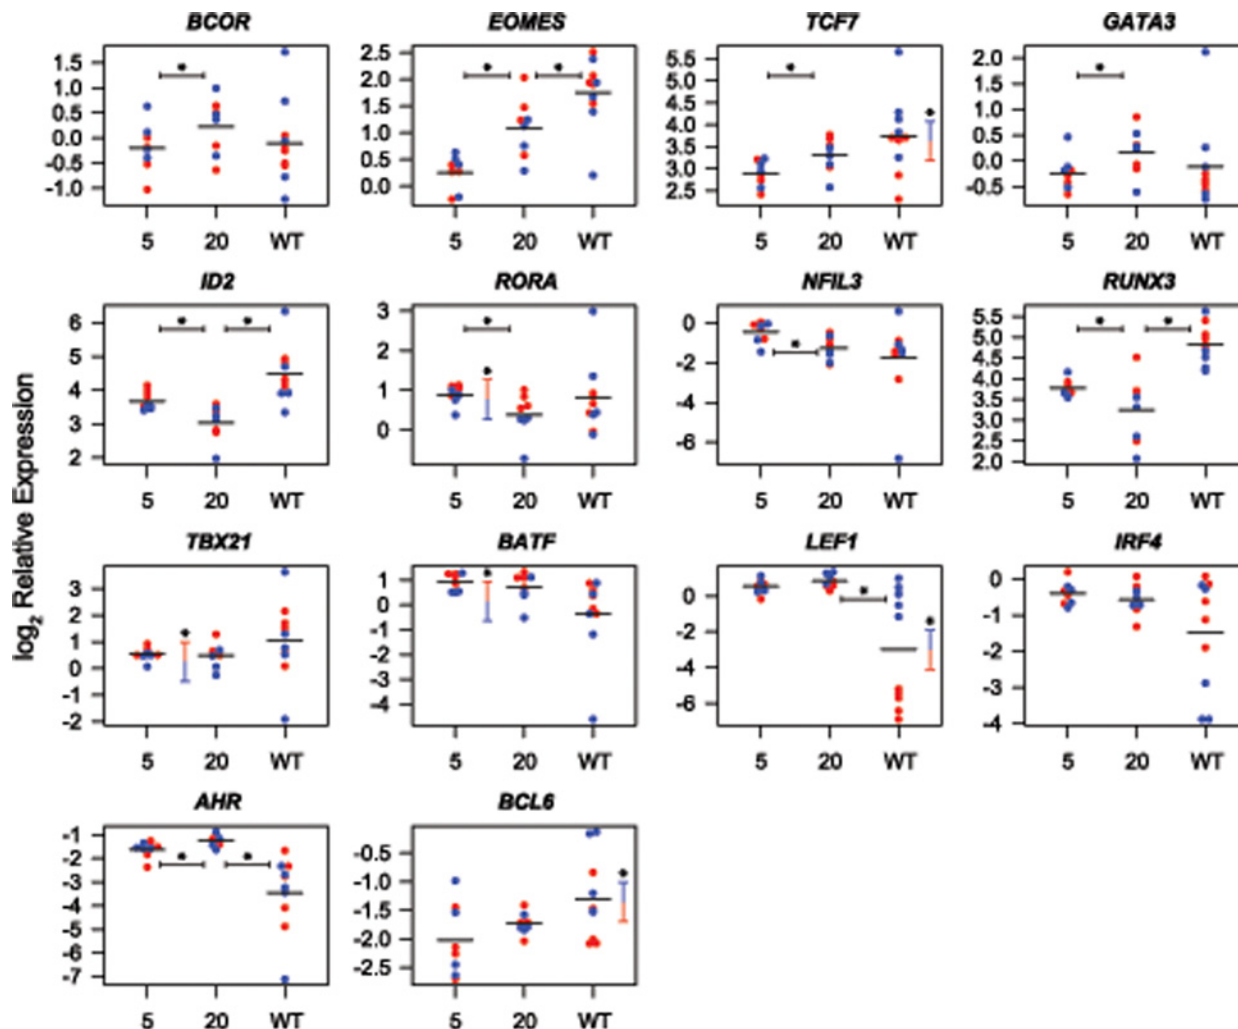 BCOR EOMES TCF7 GATA3
1.5 1.0 0.5 0.0 -0.5 -1.0
2.5 2.0 1.5 1.0 0.5 0.0
5.5 5.0 4.5 4.0 3.5 3.0 2.5
2.0 1.5 1.0 0.5 0.0 -0.5
* * * * * *
5 20 WT 5 20 WT 5 20 WT 5 20 WT
ID2 RORA NFIL3 RUNX3
6 5 4 3 2
3 2 1 0
0 -2 -4 -6
5.5 5.0 4.5 4.0 3.5 3.0 2.5 2.0
* * * * * * *
5 20 WT 5 20 WT 5 20 WT 5 20 WT
log2 Relative Expression
TBX21 BATF LEF1 IRF4
3 2 1 0 -1 -2
1 0 -1 -2 -3 -4
0 -2 -4 -6
0 -1 -2 -3 -4
* * * *
5 20 WT 5 20 WT 5 20 WT 5 20 WT
AHR BCL6
-1 -2 -3 -4 -5 -6 -7
-0.5 -1.0 -1.5 -2.0 -2.5
* * *
5 20 WT 5 20 WT